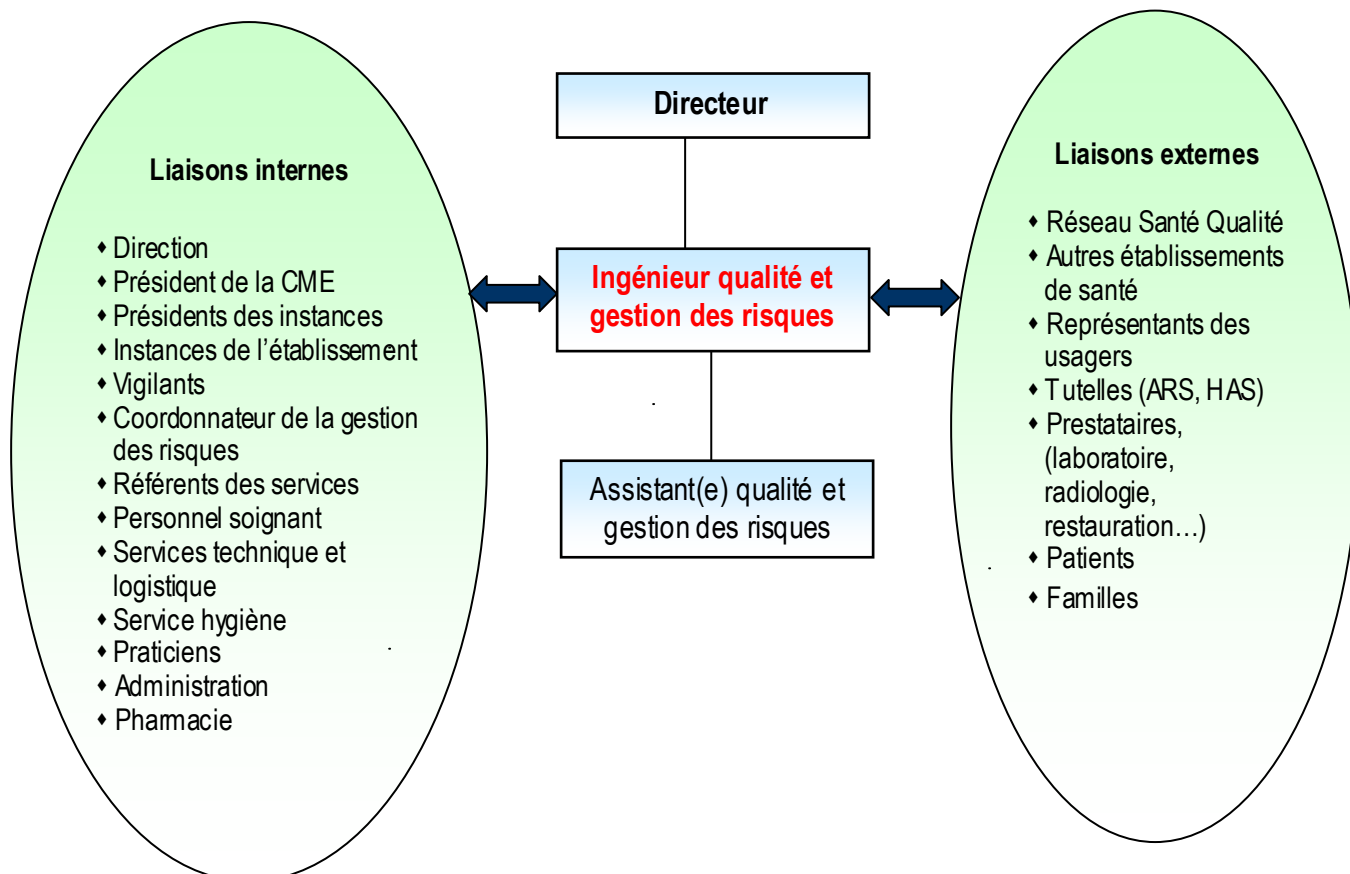 Directeur
Liaisons internes
♦ Direction
♦ Président de la CME
♦ Présidents des instances
♦ Instances de l’établissement
♦ Vigilants
♦ Coordonnateur de la gestion
des risques
♦ Référents des services
♦ Personnel soignant
♦ Services technique et
logistique
♦ Service hygiène
♦ Praticiens
♦ Administration
♦ Pharmacie
Ingénieur qualité et
gestion des risques
Assistant(e) qualité et
gestion des risques
Liaisons externes
♦ Réseau Santé Qualité
♦ Autres établissements
de santé
♦ Représentants des
usagers
♦ Tutelles (ARS, HAS)
♦ Prestataires,
(laboratoire,
radiologie,
restauration…)
♦ Patients
♦ Familles